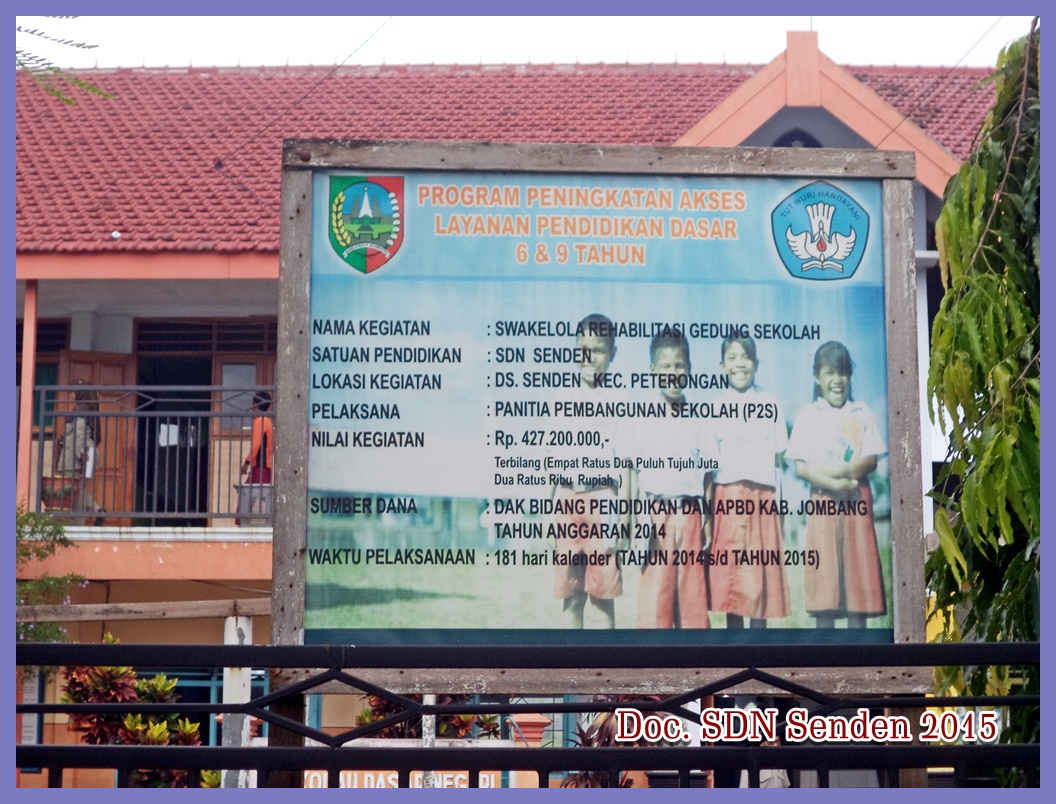 PROGRAM PENINGKATAN AKSES
LAYANAN PENDIDIKAN DASAR
6 & 9 TAHUN
TUT WURI HANDAYANI
NAMA KEGIATAN : SWAKELOLA REHABILITASI GEDUNG SEKOLAH
SATUAN PENDIDIKAN : SDN SENDEN
LOKASI KEGIATAN : DS. SENDEN KEC. PETERONGAN
PELAKSANA : PANITIA PEMBANGUNAN SEKOLAH (P2S)
NILAI KEGIATAN : Rp. 427.200.000,-
Terbilang (Empat Ratus Dua Puluh Tujuh Juta
Dua Ratus Ribu Rupiah )
SUMBER DANA : DAK BIDANG PENDIDIKAN DAN APBD KAB. JOMBANG
TAHUN ANGGARAN 2014
WAKTU PELAKSANAAN : 181 hari kalender (TAHUN 2014 s/d TAHUN 2015)
Doc. SDN Senden 2015